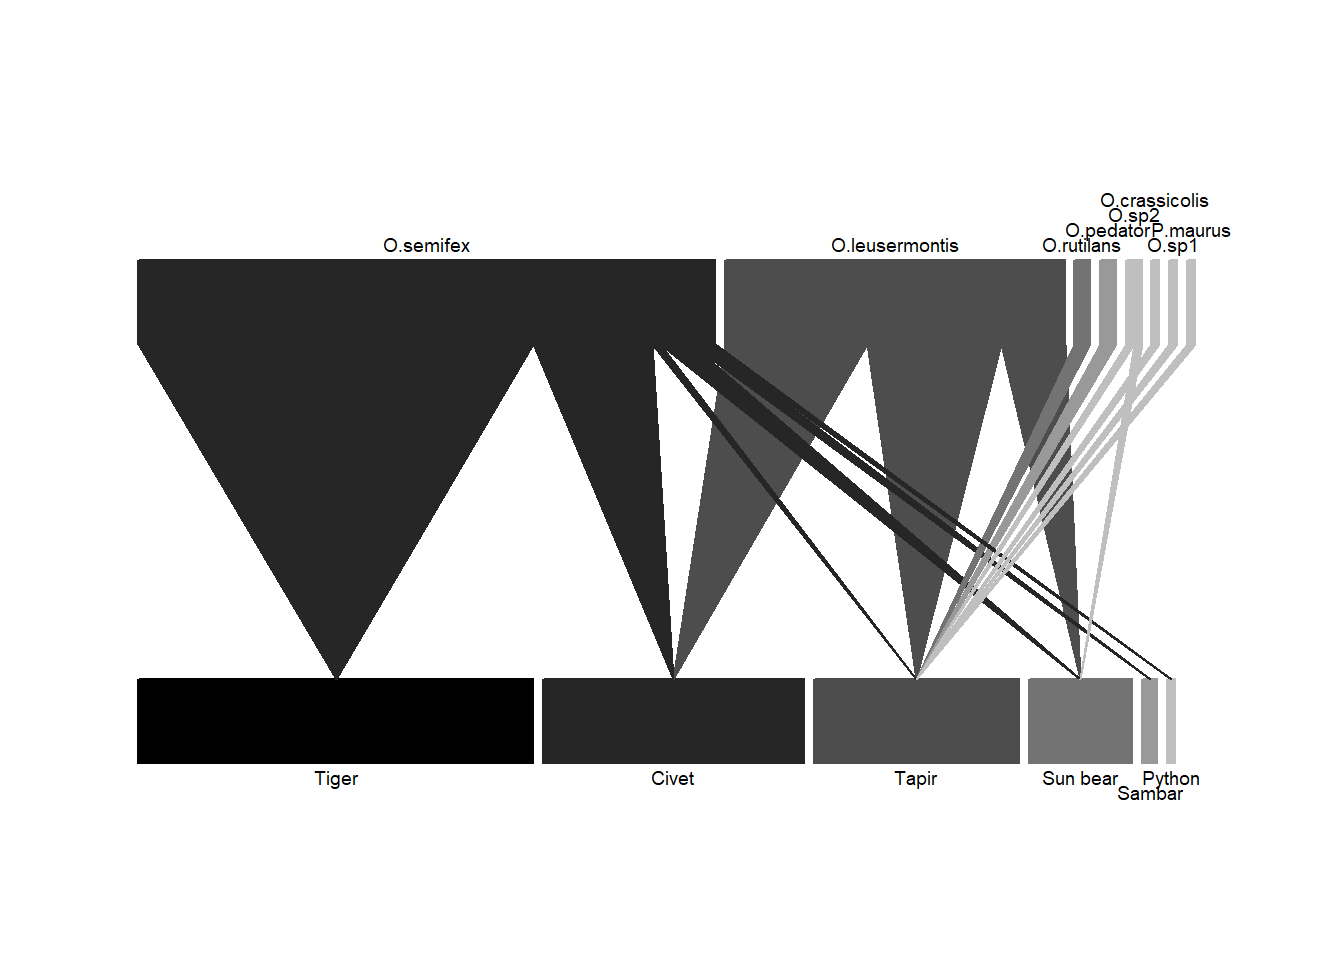 O.crassicolis
O.sp2
O.pedator P.maurus
O.semifex O.leusermontis O.rutilans O.sp1
Tiger Civet Tapir Sun bear Python
Sambar